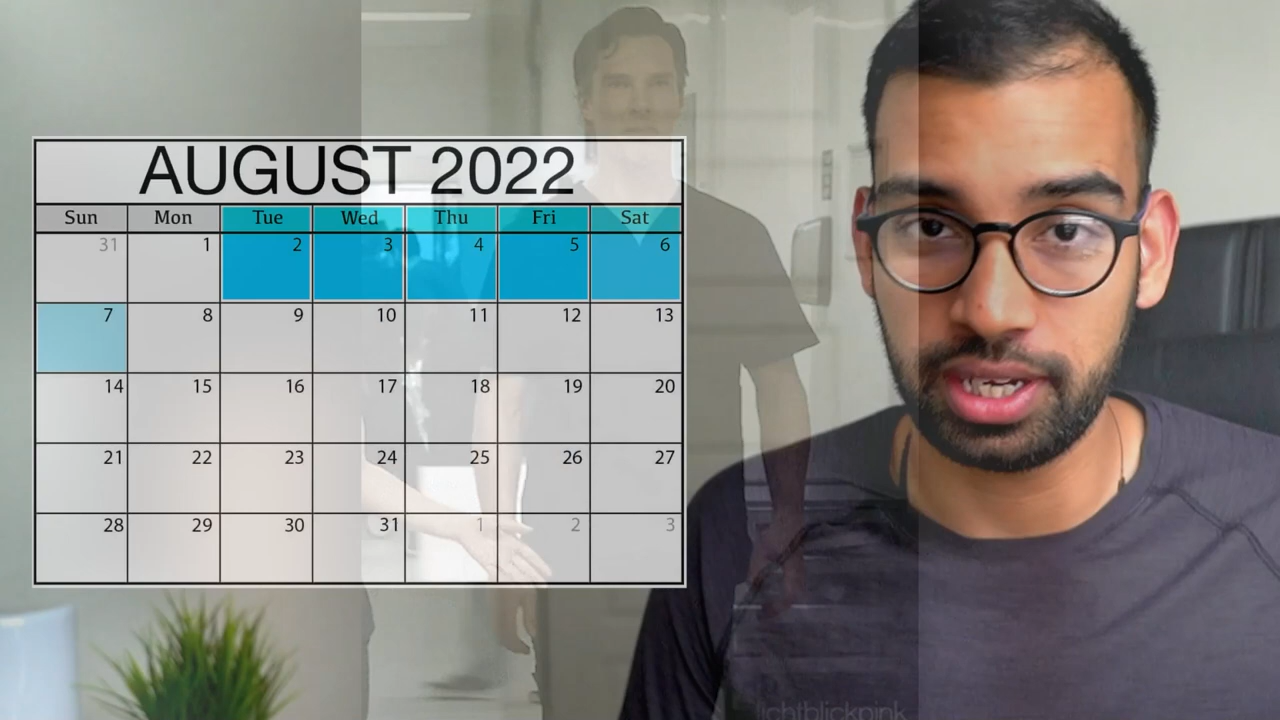 AUGUST 2022
Sun Mon Tue Wed Thu Fri Sat
31 1 2 3 4 5 6
7 8 9 10 11 12 13
14 15 16 17 18 19 20
21 22 23 24 25 26 27
28 29 30 31 1 2 3
lichtblickpink